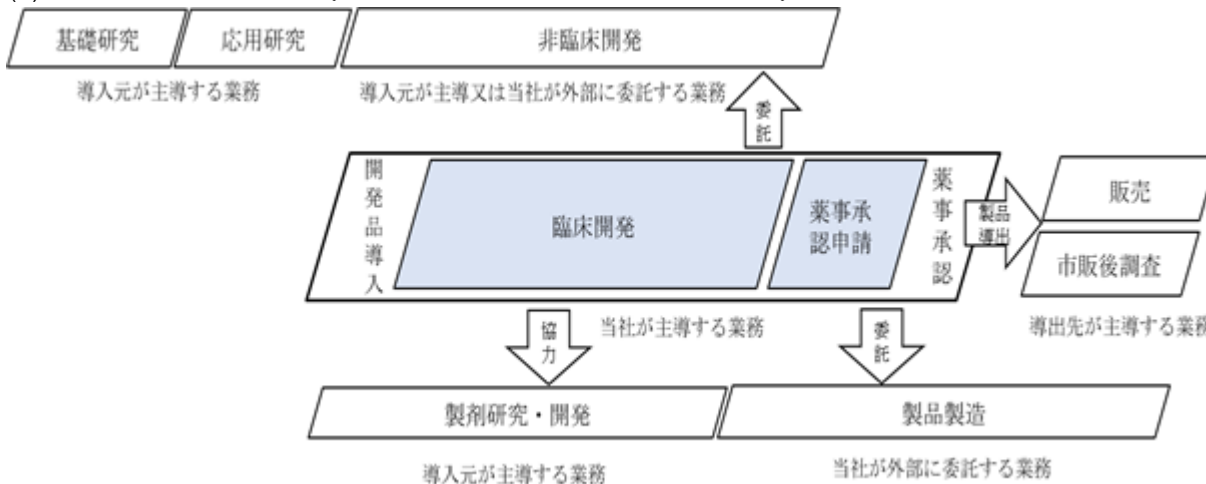 基礎研究
応用研究
非臨床開発
導入元が主導する業務
導入元が主導又は当社が外部に委託する業務
委託
開発品導入
臨床開発
薬事承
認申請
薬事承認
製品
導出
販売
市販後調査
当社が主導する業務
導出先が主導する業務
協力
委託
製剤研究・開発
製品製造
導入元が主導する業務
当社が外部に委託する業務